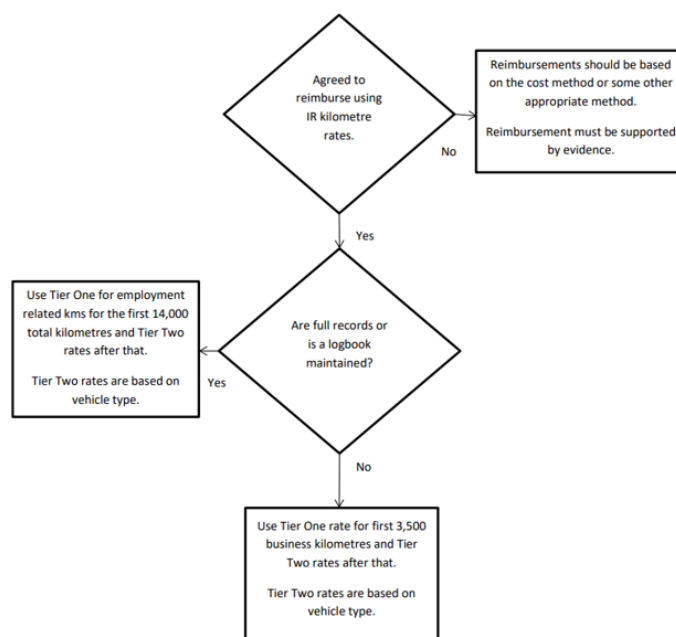 Agreed to
reimburse using
IR kilometre
rates.
Reimbursements should be based
on the cost method or some other
appropriate method.
Reimbursement must be supported
by evidence.
No
Yes
Use Tier One for employment
related kms for the first 14,000
total kilometres and Tier Two
rates after that.
Tier Two rates are based on
vehicle type.
Are full records or
is a logbook
maintained?
Yes
No
Use Tier One rate for first 3,500
business kilometres and Tier
Two rates after that.
Tier Two rates are based on
vehicle type.